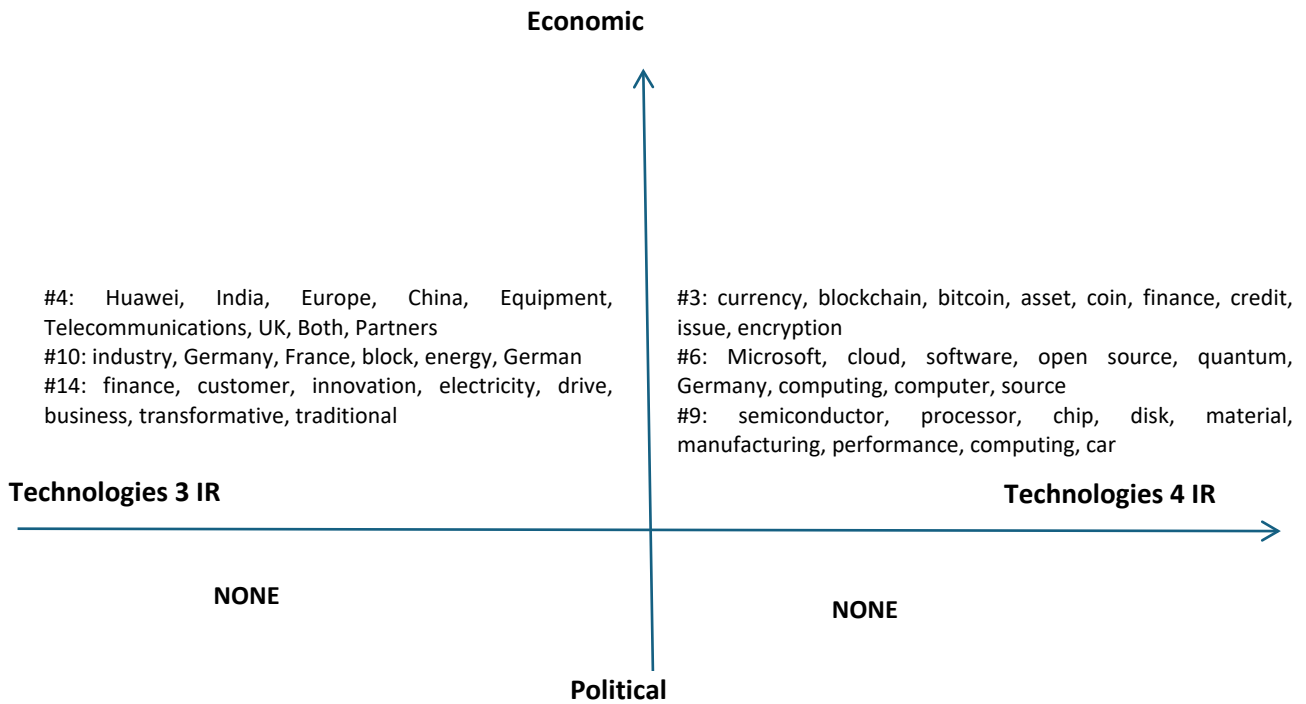 Economic
#4: Huawei, India, Europe, China, Equipment,
Telecommunications, UK, Both, Partners
#10: industry, Germany, France, block, energy, German
#14: finance, customer, innovation, electricity, drive,
business, transformative, traditional
#3: currency, blockchain, bitcoin, asset, coin, finance, credit,
issue, encryption
#6: Microsoft, cloud, software, open source, quantum,
Germany, computing, computer, source
#9: semiconductor, processor, chip, disk, material,
manufacturing, performance, computing, car
Technologies 3 IR
Technologies 4 IR
NONE
NONE
Political